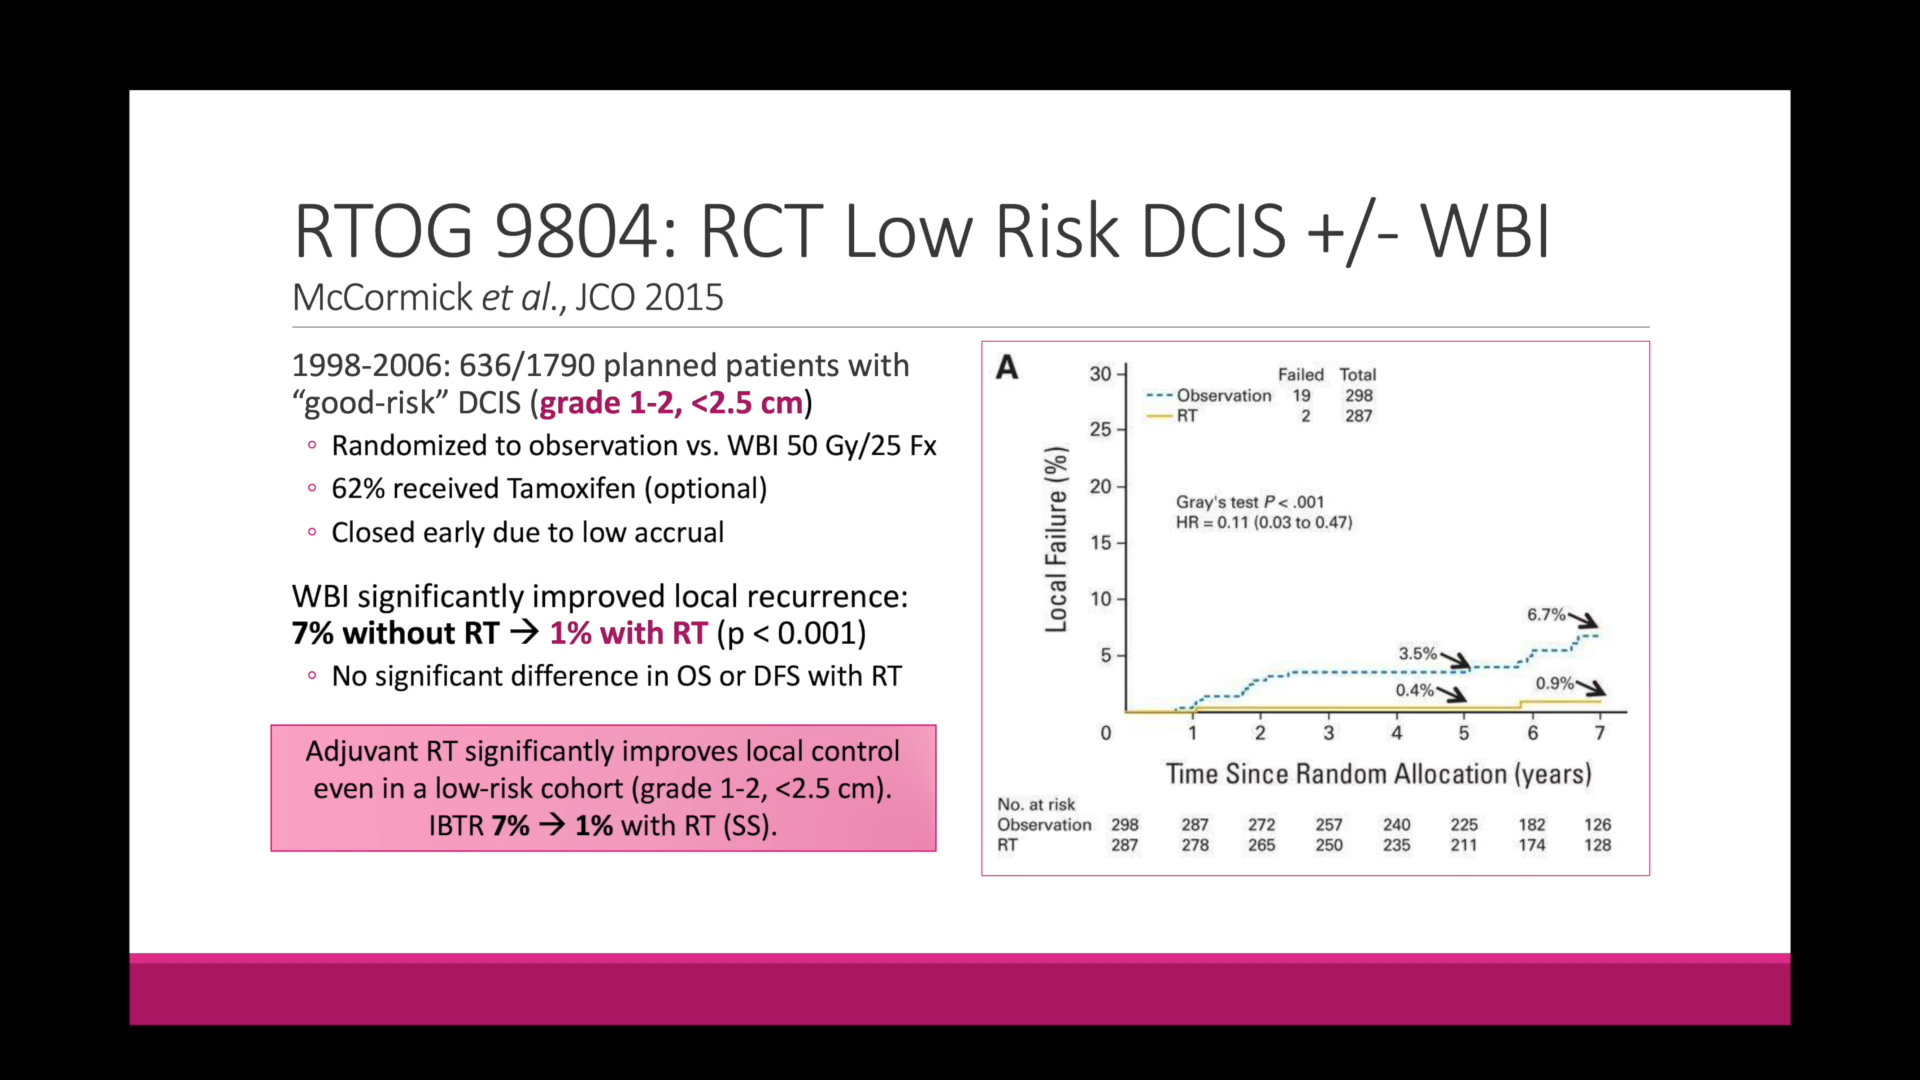 RTOG 9804: RCT Low Risk DCIS +/- WBI
McCormick et al., JCO 2015
1998-2006: 636/1790 planned patients with
“good-risk” DCIS (grade 1-2, <2.5 cm)
◦ Randomized to observation vs. WBI 50 Gy/25 Fx
◦ 62% received Tamoxifen (optional)
◦ Closed early due to low accrual
WBI significantly improved local recurrence:
7% without RT → 1% with RT (p < 0.001)
◦ No significant difference in OS or DFS with RT
Adjuvant RT significantly improves local control
even in a low-risk cohort (grade 1-2, <2.5 cm).
IBTR 7% → 1% with RT (SS).
A
Failed Total
Observation 19 298
RT 2 287
Gray's test P < .001
HR = 0.11 (0.03 to 0.47)
Local Failure (%)
30
25
20
15
10
5
6.7%
3.5%
0.4%
0.9%
0 1 2 3 4 5 6 7
Time Since Random Allocation (years)
No. at risk
Observation 298 287 272 257 240 225 182 126
RT 287 278 265 250 235 211 174 128